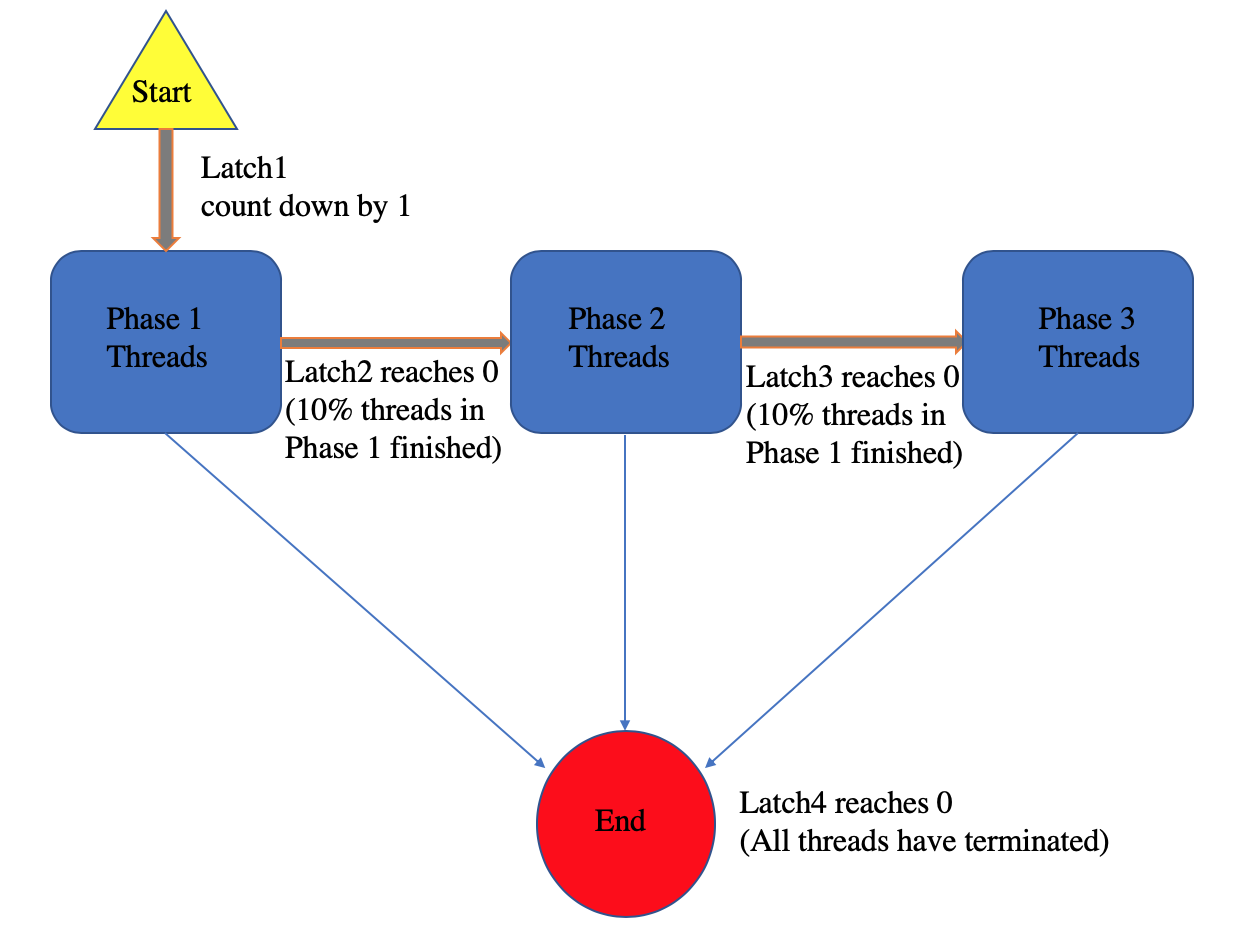 Start
Latch1
count down by 1
Phase 1
Threads
Latch2 reaches 0
(10% threads in
Phase 1 finished)
Phase 2
Threads
Latch3 reaches 0
(10% threads in
Phase 1 finished)
Phase 3
Threads
End
Latch4 reaches 0
(All threads have terminated)